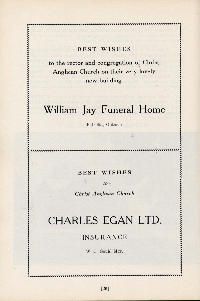 BEST WISHES
to the rector and congregation of Christ
Anglican Church on their very lovely
new building
William Jay Funeral Home
BEST WISHES
to
Christ Anglican Church
CHARLES EGAN LTD.
INSURANCE